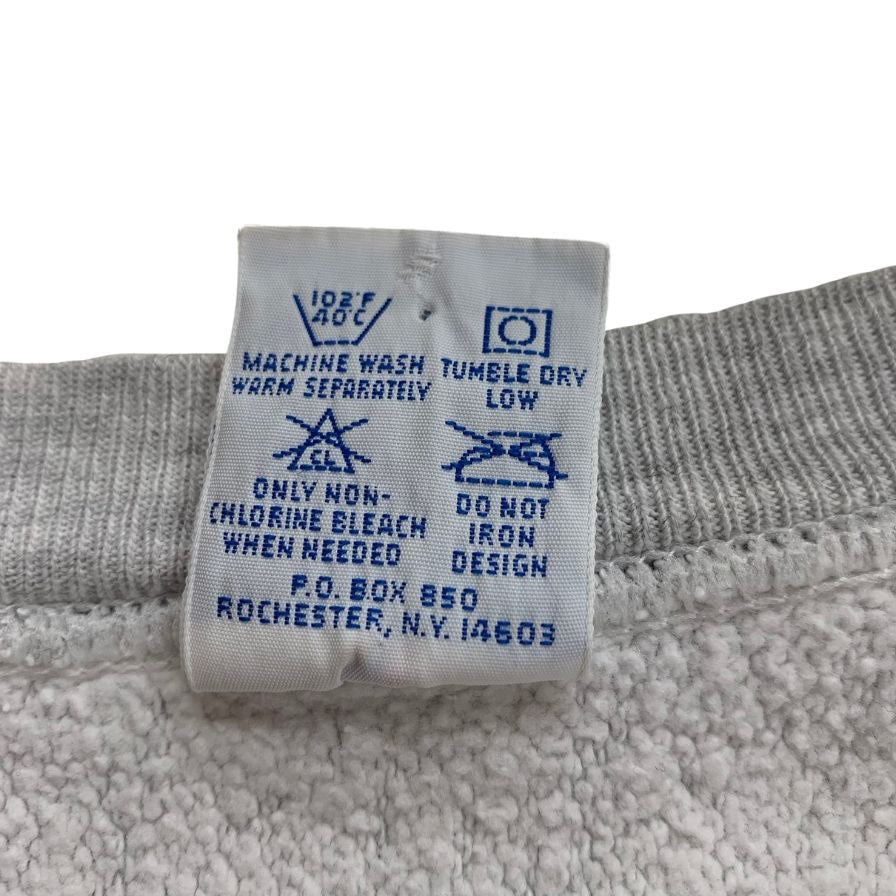 102°F
40°C
MACHINE WASH
WARM SEPARATELY
TUMBLE DRY
LOW
CL
ONLY NON-
CHLORINE BLEACH
WHEN NEEDED
DO NOT
IRON
DESIGN
P.O. BOX 850
ROCHESTER, N.Y. 14603